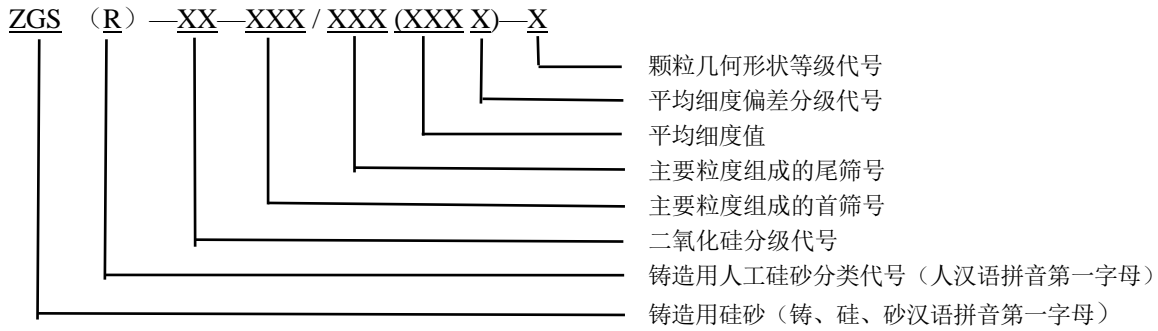 ZGS （R）—XX—XXX / XXX (XXX X)—X
颗粒几何形状等级代号
平均细度偏差分级代号
平均细度值
主要粒度组成的尾筛号
主要粒度组成的首筛号
二氧化硅分级代号
铸造用人工硅砂分类代号（人汉语拼音第一字母）
铸造用硅砂（铸、硅、砂汉语拼音第一字母）